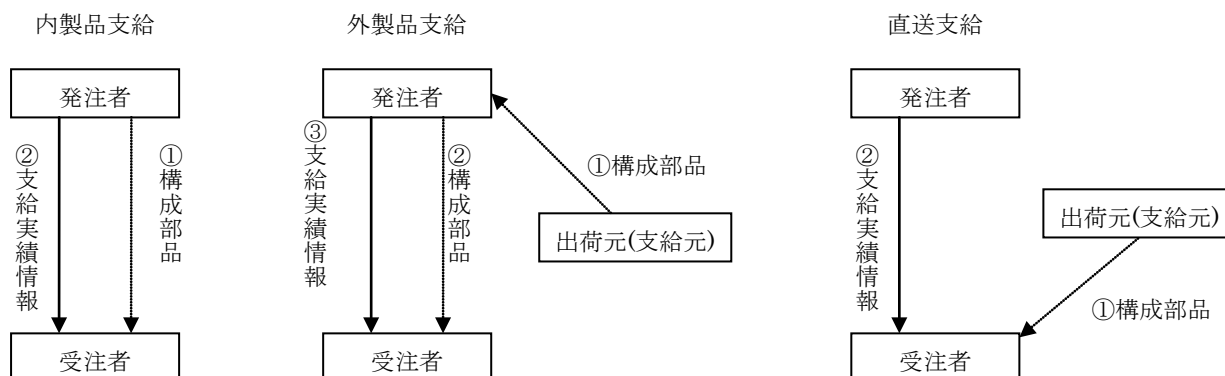 内製品支給
発注者
②支給実績情報
①構成部品
受注者
外製品支給
発注者
③支給実績情報
②構成部品
①構成部品
出荷元(支給元)
受注者
直送支給
発注者
②支給実績情報
出荷元(支給元)
①構成部品
受注者